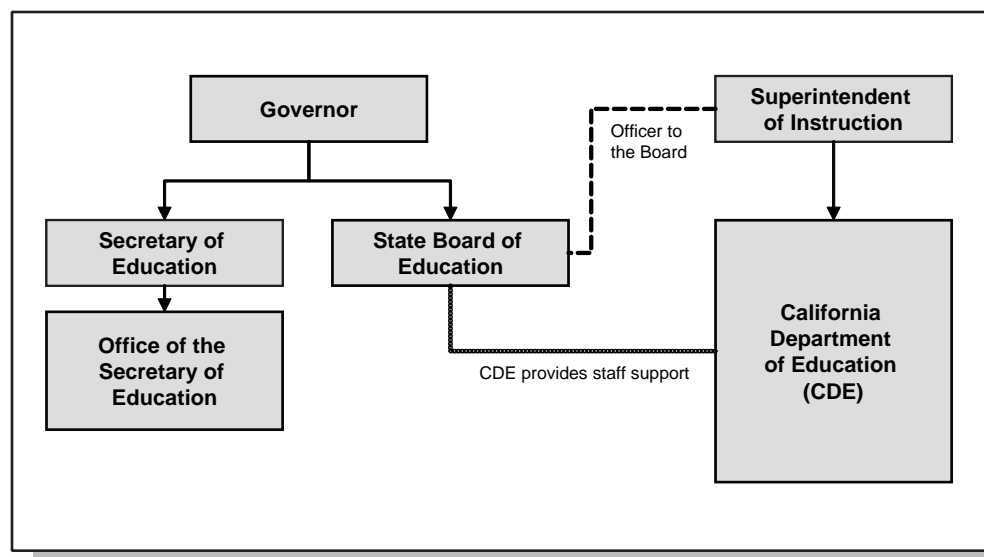 Governor
Superintendent
of Instruction
Officer to
the Board
Secretary of
Education
State Board of
Education
Office of the
Secretary of
Education
California
Department
of Education
(CDE)
CDE provides staff support